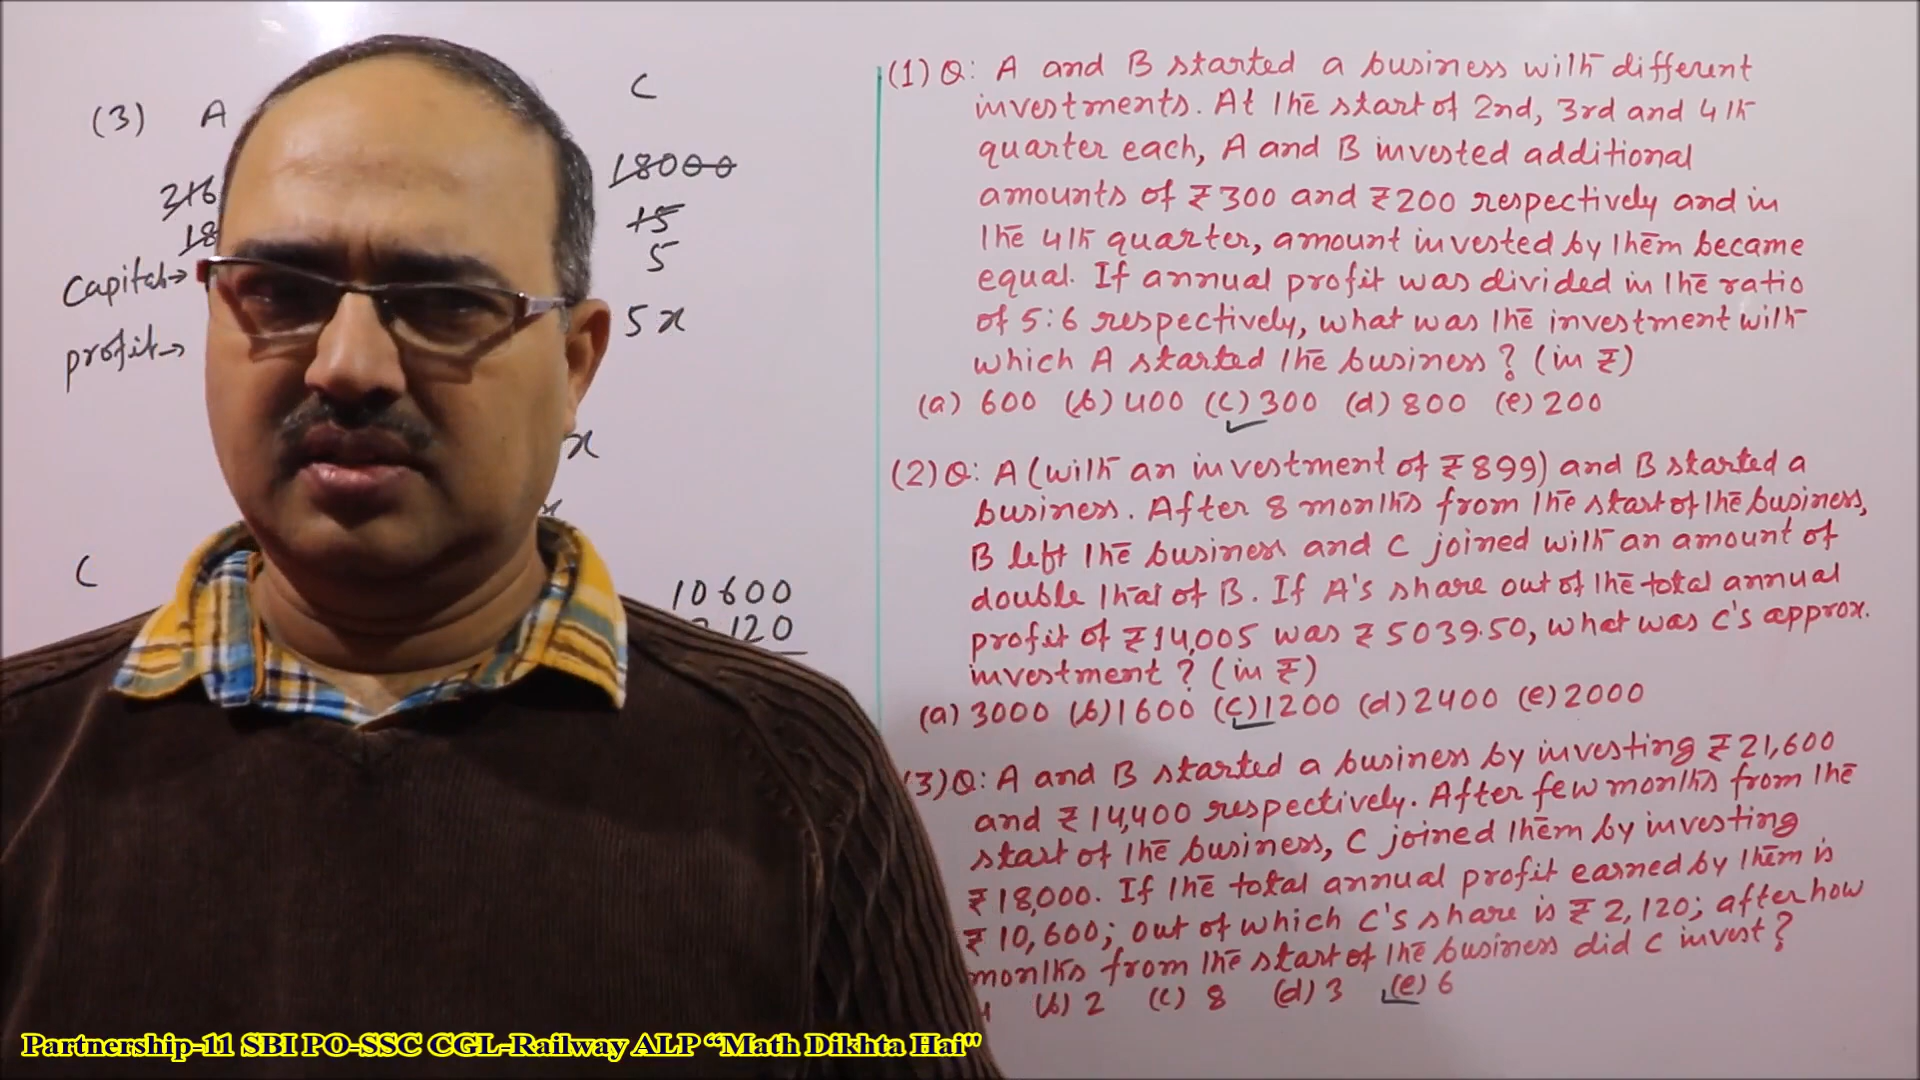 (3) A
C
18000
15
5
216
18
Capital→
5x
profit→
x
x
C
10600
2120
(1) Q: A and B started a business with different
investments. At the start of 2nd, 3rd and 4th
quarter each, A and B invested additional
amounts of ₹300 and ₹200 respectively and in
the 4th quarter, amount invested by them became
equal. If annual profit was divided in the ratio
of 5:6 respectively, what was the investment with
which A started the business? (in ₹)
(a) 600 (b) 400 (c) 300 (d) 800 (e) 200
(2) Q: A (with an investment of ₹899) and B started a
business. After 8 months from the start of the business,
B left the business and C joined with an amount of
double that of B. If A's share out of the total annual
profit of ₹14,005 was ₹5039.50, what was C's approx.
investment? (in ₹)
(a) 3000 (b) 1600 (c) 1200 (d) 2400 (e) 2000
(3) Q: A and B started a business by investing ₹21,600
and ₹14,400 respectively. After few months from the
start of the business, C joined them by investing
₹18,000. If the total annual profit earned by them is
₹10,600; out of which C's share is ₹2,120; after how
months from the start of the business did C invest?
4 (b) 2 (c) 8 (d) 3 (e) 6
Partnership-11 SBI PO-SSC CGL-Railway ALP “Math Dikhta Hai"